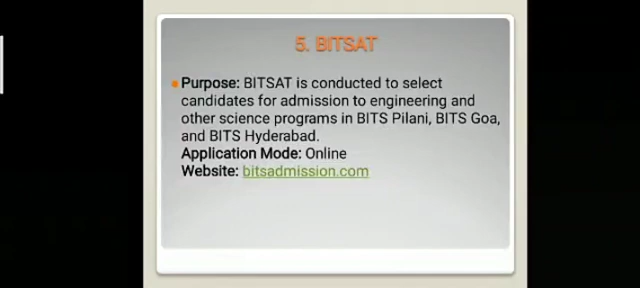 5. BITSAT
Purpose: BITSAT is conducted to select
candidates for admission to engineering and
other science programs in BITS Pilani, BITS Goa,
and BITS Hyderabad.
Application Mode: Online
Website: bitsadmission.com